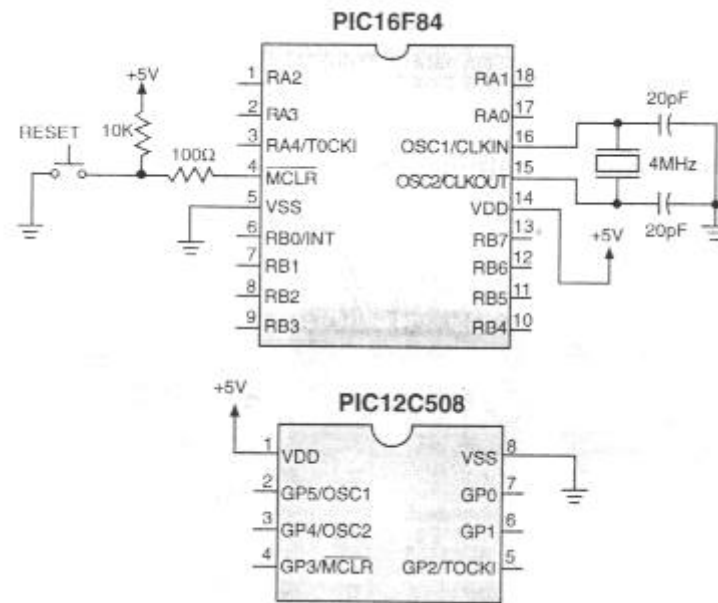 PIC16F84
+5V
10K
RESET
100Ω
1 RA2
2 RA3
3 RA4/T0CKI
4 MCLR
5 VSS
6 RB0/INT
7 RB1
8 RB2
9 RB3
RA1 18
RA0 17
OSC1/CLKIN 16
OSC2/CLKOUT 15
VDD 14
RB7 13
RB6 12
RB5 11
RB4 10
20pF
4MHz
20pF
+5V
PIC12C508
+5V
1 VDD
2 GP5/OSC1
3 GP4/OSC2
4 GP3/MCLR
VSS 8
GP0 7
GP1 6
GP2/TOCKI 5